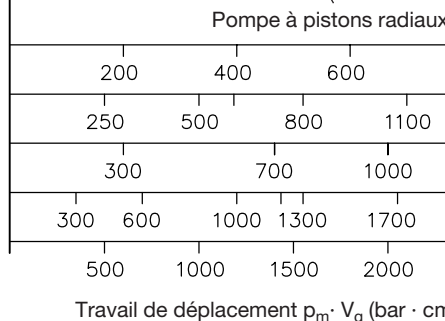 Pompe à pistons radiaux
200 400 600
250 500 800 1100
300 700 1000
300 600 1000 1300 1700
500 1000 1500 2000
Travail de déplacement pm· Vg (bar · cm